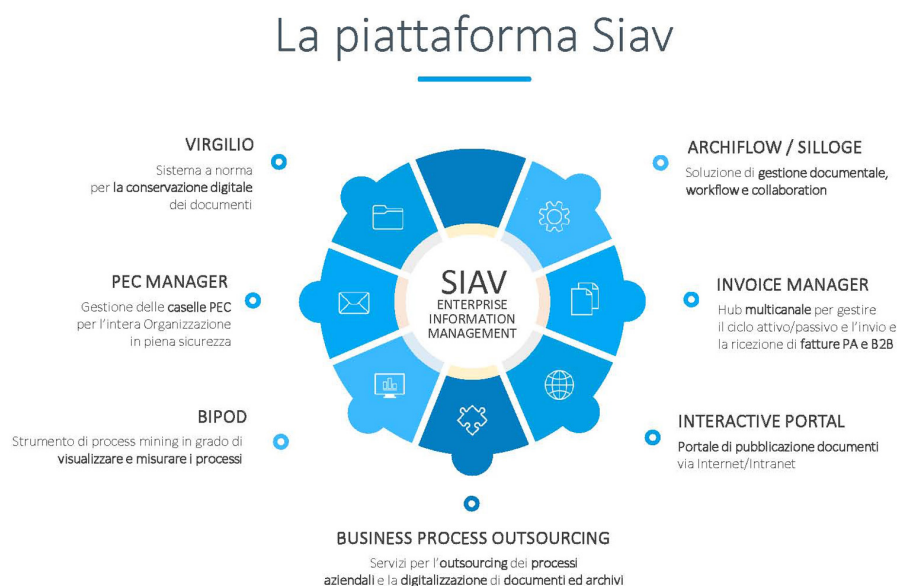 La piattaforma Siav
VIRGILIO
Sistema a norma
per la conservazione digitale
dei documenti
PEC MANAGER
Gestione delle caselle PEC
per l'intera Organizzazione
in piena sicurezza
BIPOD
Strumento di process mining in grado di
visualizzare e misurare i processi
SIAV
ENTERPRISE
INFORMATION
MANAGEMENT
ARCHIFLOW / SILLOGE
Soluzione di gestione documentale,
workflow e collaboration
INVOICE MANAGER
Hub multicanale per gestire
il ciclo attivo/passivo e l'invio e
la ricezione di fatture PA e B2B
INTERACTIVE PORTAL
Portale di pubblicazione documenti
via Internet/Intranet
BUSINESS PROCESS OUTSOURCING
Servizi per l'outsourcing dei processi
aziendali e la digitalizzazione di documenti ed archivi